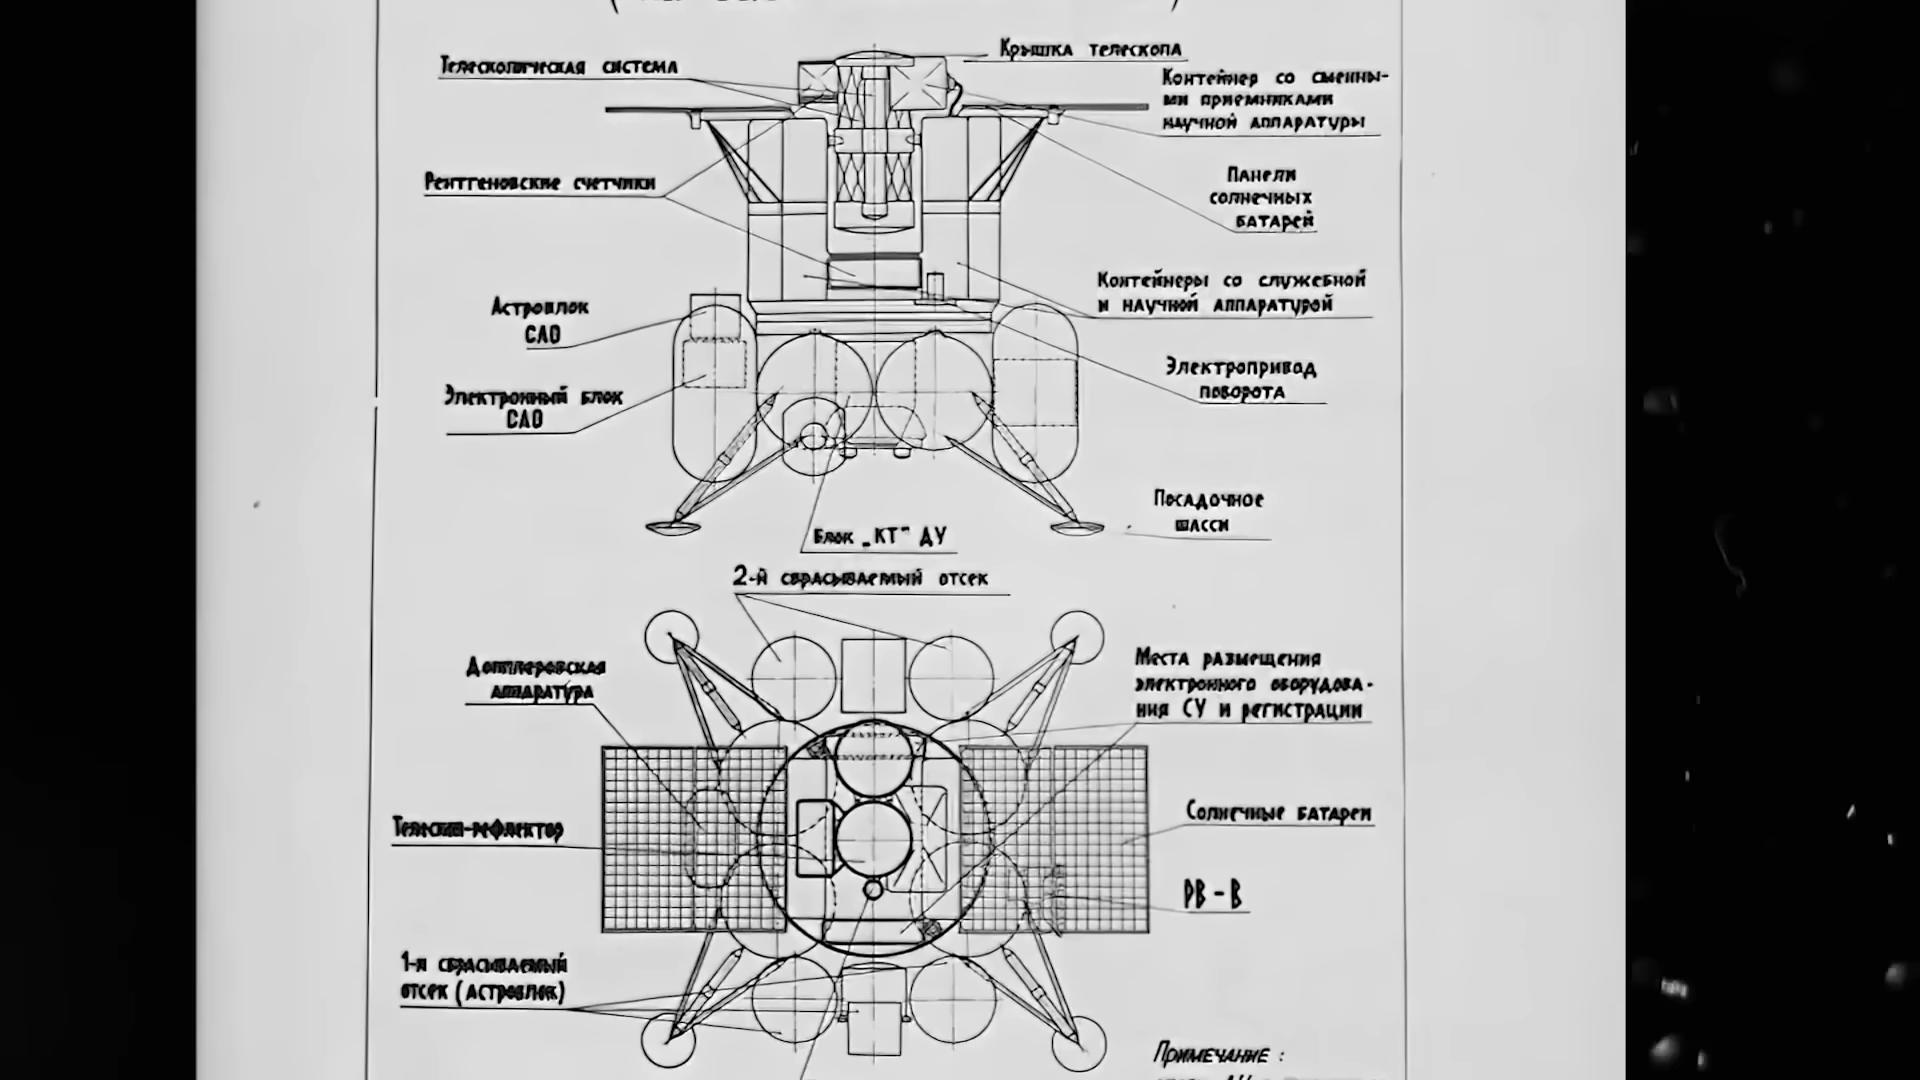 Крышка телескопа
Телескопическая система
Контейнер со сменны-
ми приемниками
научной аппаратуры
Рентгеновские счетчики
Панели
солнечных
батарей
Контейнеры со служебной
и научной аппаратурой
Астроблок
САО
Электропривод
поворота
Электронный блок
САО
Посадочное
шасси
Блок „КТ" ДУ
2-й сбрасываемый отсек
Доплеровская
аппаратура
Места размещения
электронного оборудова-
ния СУ и регистрации
Телескоп-рефлектор
Солнечные батареи
РВ-В
1-й сбрасываемый
отсек (астроблок)
Примечание: